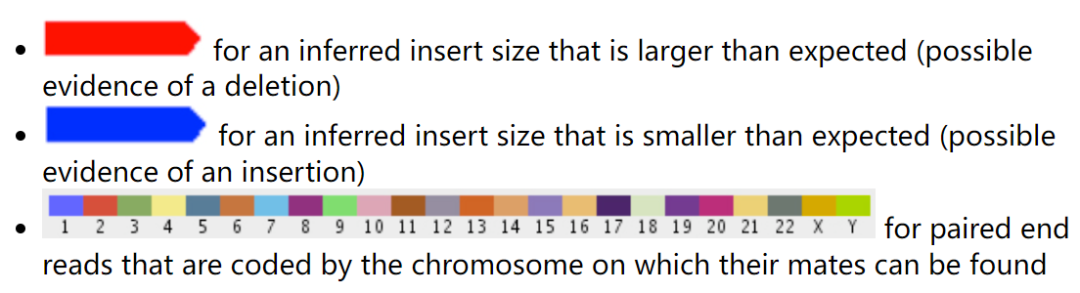 for an inferred insert size that is larger than expected (possible
evidence of a deletion)
for an inferred insert size that is smaller than expected (possible
evidence of an insertion)
1 2 3 4 5 6 7 8 9 10 11 12 13 14 15 16 17 18 19 20 21 22 X Y for paired end
reads that are coded by the chromosome on which their mates can be found